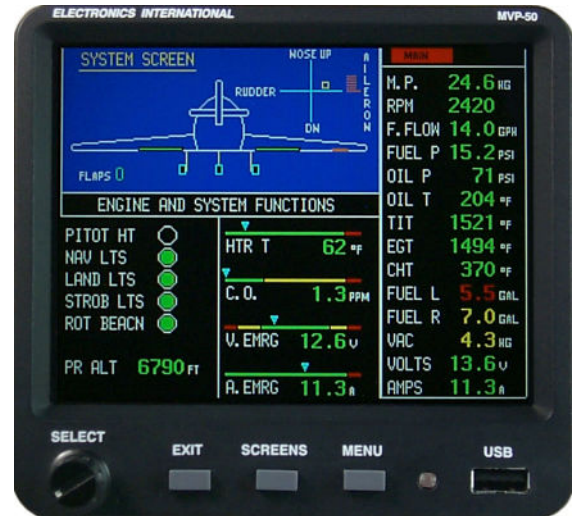 ELECTRONICS INTERNATIONAL MVP-50
SYSTEM SCREEN
NOSE UP
RUDDER
AILERON
DN
FLAPS 0
ENGINE AND SYSTEM FUNCTIONS
PITOT HT
NAV LTS
LAND LTS
STROB LTS
ROT BEACN
PR ALT 6790 FT
HTR T 62 °F
C.O. 1.3 PPM
V.EMRG 12.6 V
A.EMRG 11.3 A
MAIN
M.P. 24.6 HG
RPM 2420
F.FLOW 14.0 GPH
FUEL P 15.2 PSI
OIL P 71 PSI
OIL T 204 °F
TIT 1521 °F
EGT 1494 °F
CHT 370 °F
FUEL L 5.5 GAL
FUEL R 7.0 GAL
VAC 4.3 HG
VOLTS 13.6 V
AMPS 11.3 A
SELECT EXIT SCREENS MENU USB